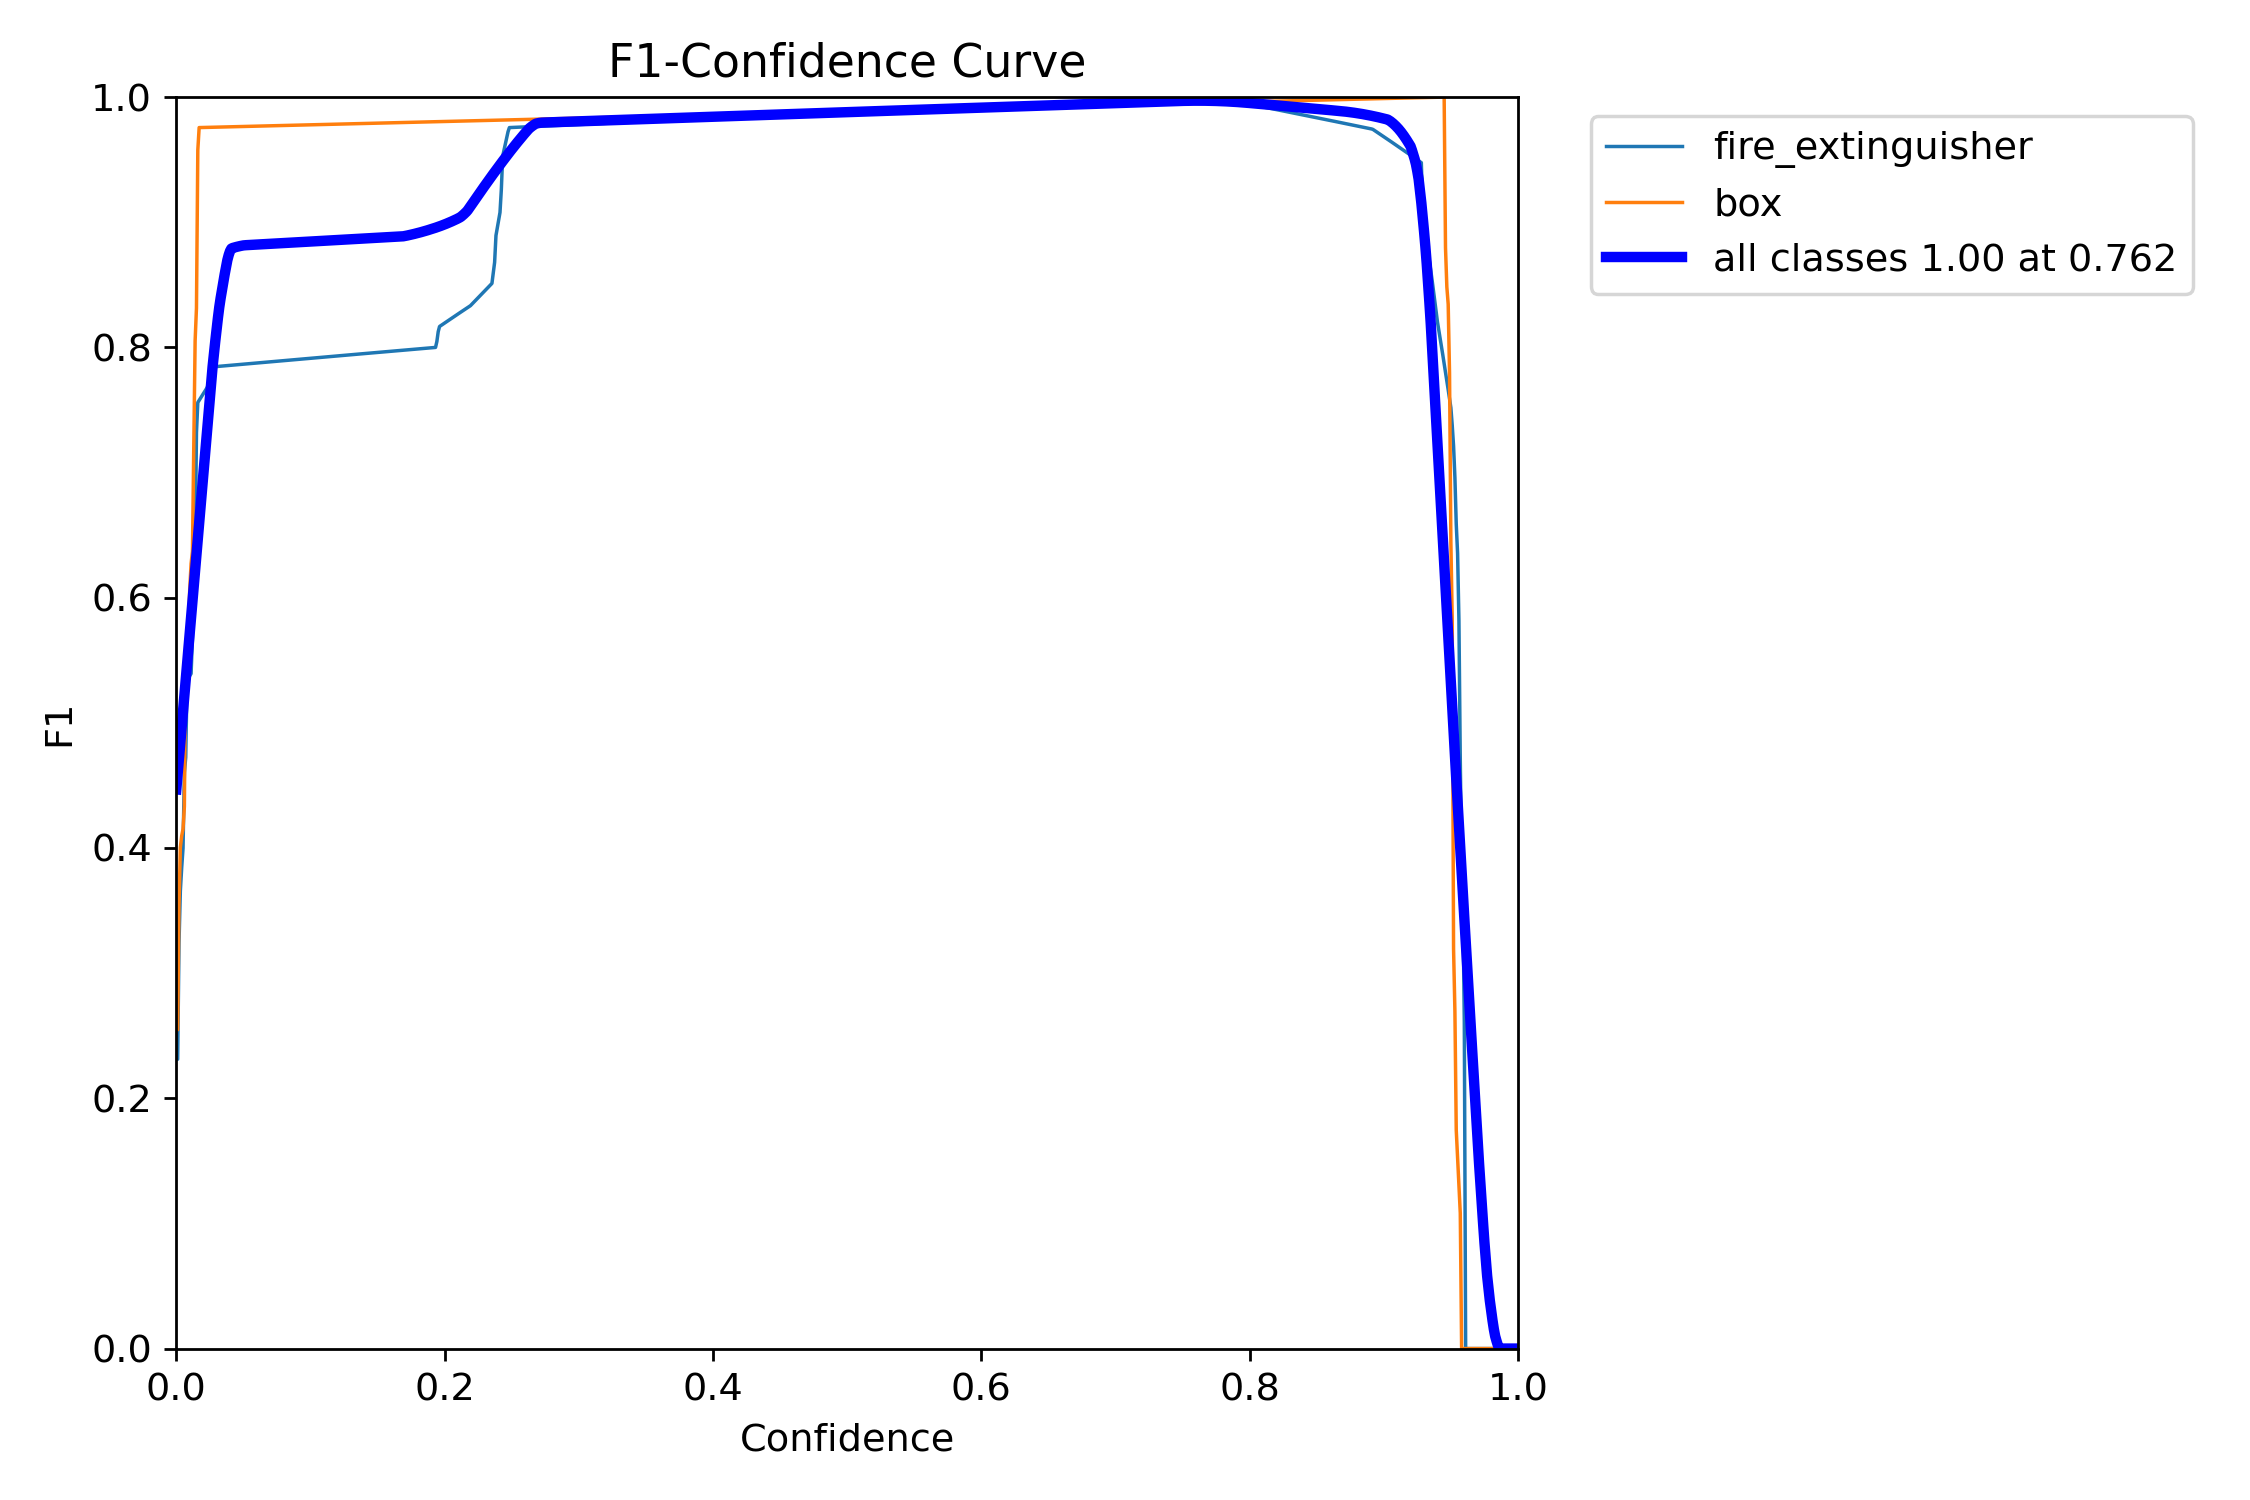 F1-Confidence Curve
1.0
0.8
0.6
0.4
0.2
0.0
F1
0.0 0.2 0.4 0.6 0.8 1.0
Confidence
fire_extinguisher
box
all classes 1.00 at 0.762